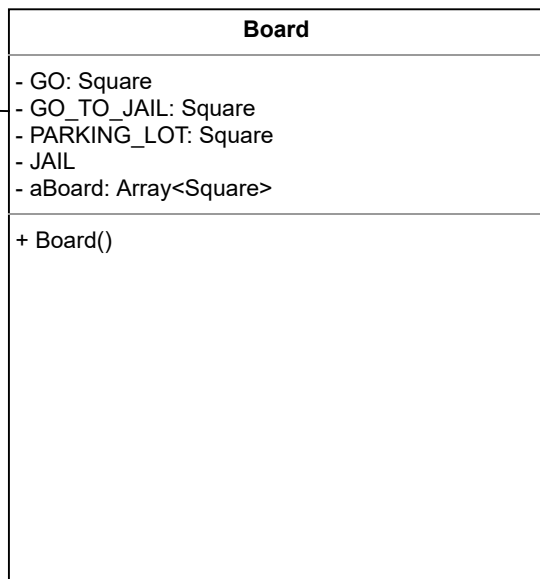 Board
- GO: Square
- GO_TO_JAIL: Square
- PARKING_LOT: Square
- JAIL
- aBoard: Array<Square>
+ Board()